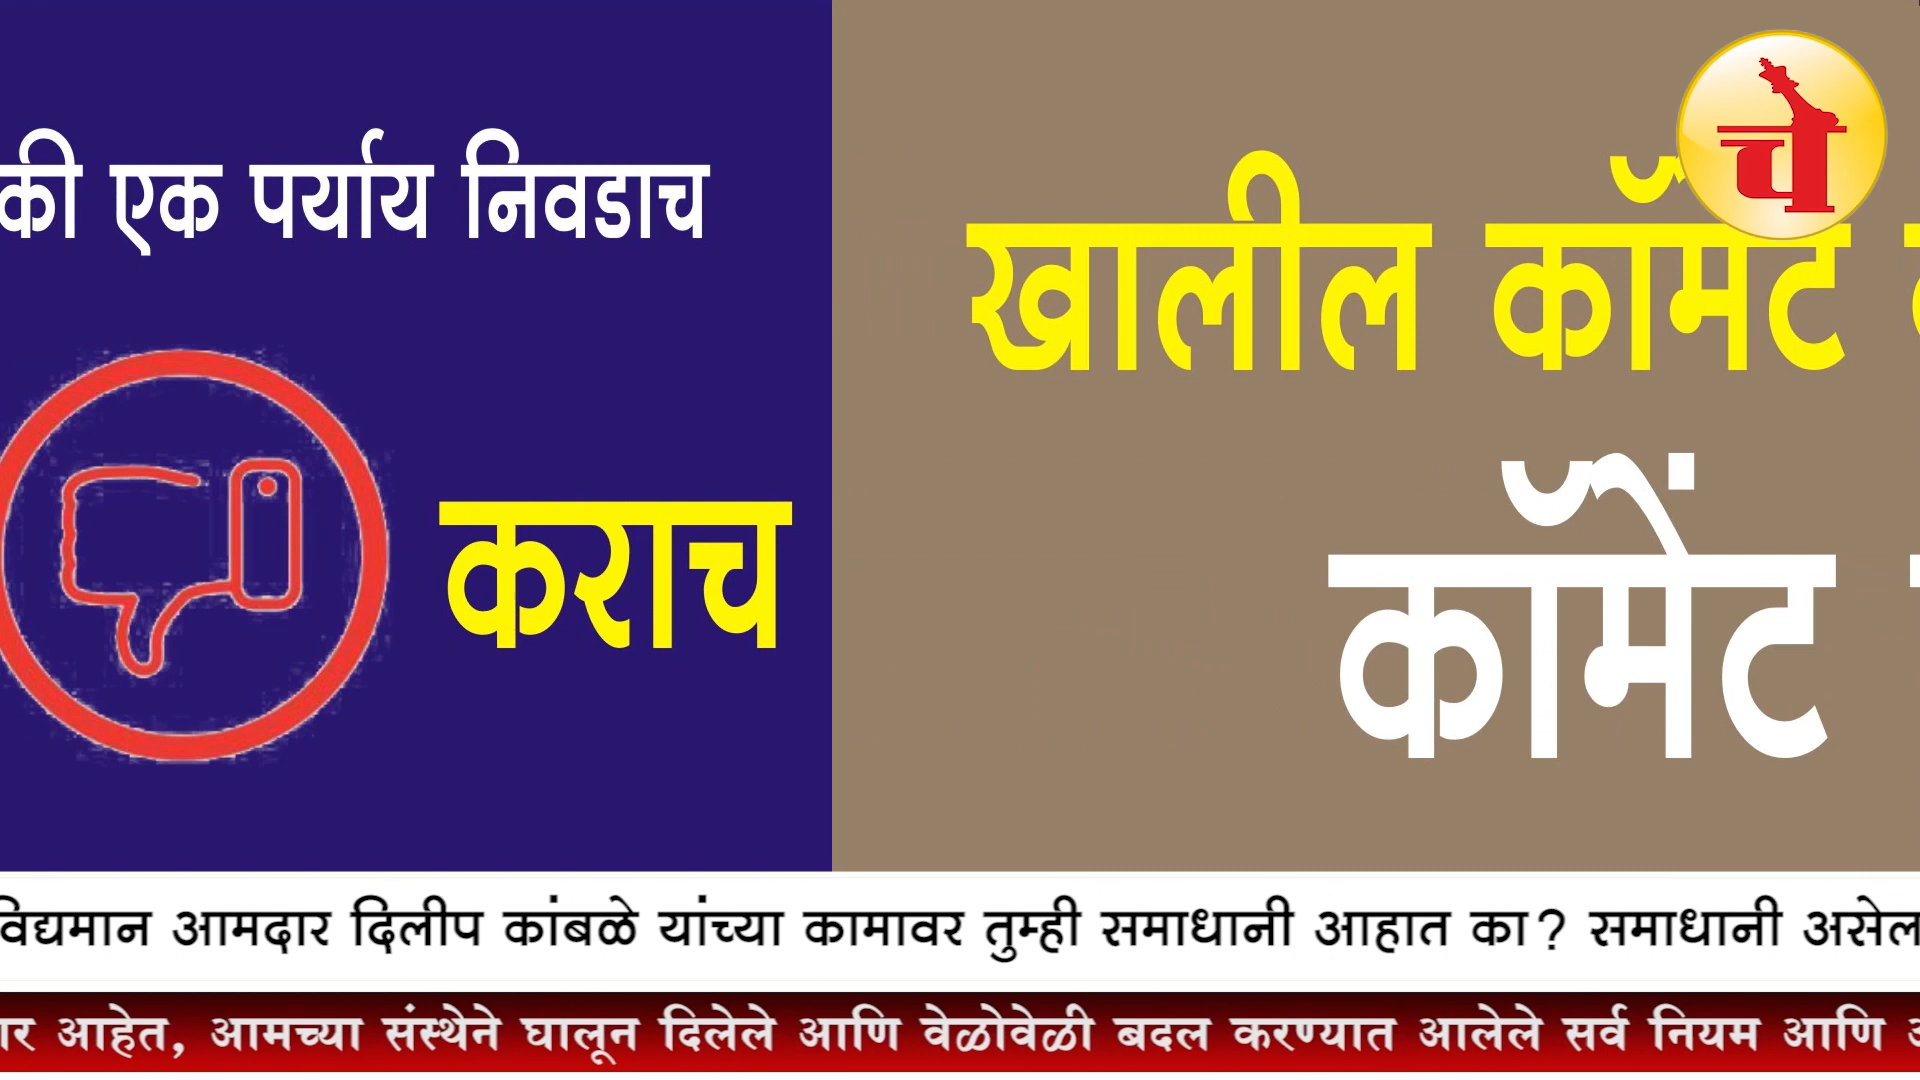 की एक पर्याय निवडाच
कराच
खालील कॉमेंट
कॉमेंट
चे
विद्यमान आमदार दिलीप कांबळे यांच्या कामावर तुम्ही समाधानी आहात का? समाधानी असेल
आहेत, आमच्या संस्थेने घालून दिलेले आणि वेळोवेळी बदल करण्यात आलेले सर्व नियम आणि